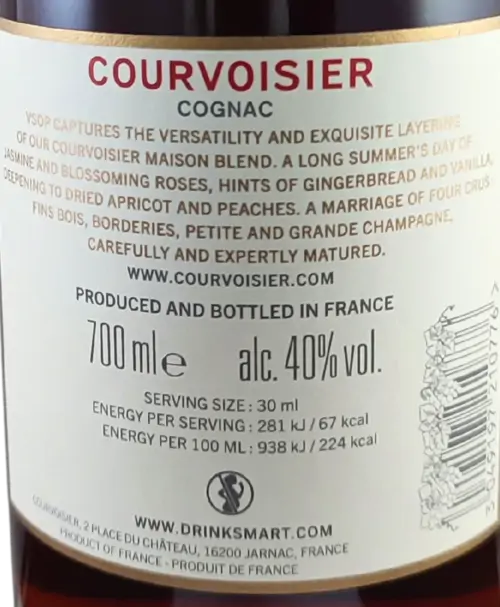 COURVOISIER
COGNAC
VSOP CAPTURES THE VERSATILITY AND EXQUISITE LAYERING
OF OUR COURVOISIER MAISON BLEND. A LONG SUMMER'S DAY OF
JASMINE AND BLOSSOMING ROSES, HINTS OF GINGERBREAD AND VANILLA,
DEEPENING TO DRIED APRICOT AND PEACHES. A MARRIAGE OF FOUR CRUS:
FINS BOIS, BORDERIES, PETITE AND GRANDE CHAMPAGNE,
CAREFULLY AND EXPERTLY MATURED.
WWW.COURVOISIER.COM
PRODUCED AND BOTTLED IN FRANCE
700 ml e alc. 40% vol.
SERVING SIZE : 30 ml
ENERGY PER SERVING : 281 kJ / 67 kcal
ENERGY PER 100 ML : 938 kJ / 224 kcal
WWW.DRINKSMART.COM
COURVOISIER, 2 PLACE DU CHÂTEAU, 16200 JARNAC, FRANCE
PRODUCT OF FRANCE - PRODUIT DE FRANCE